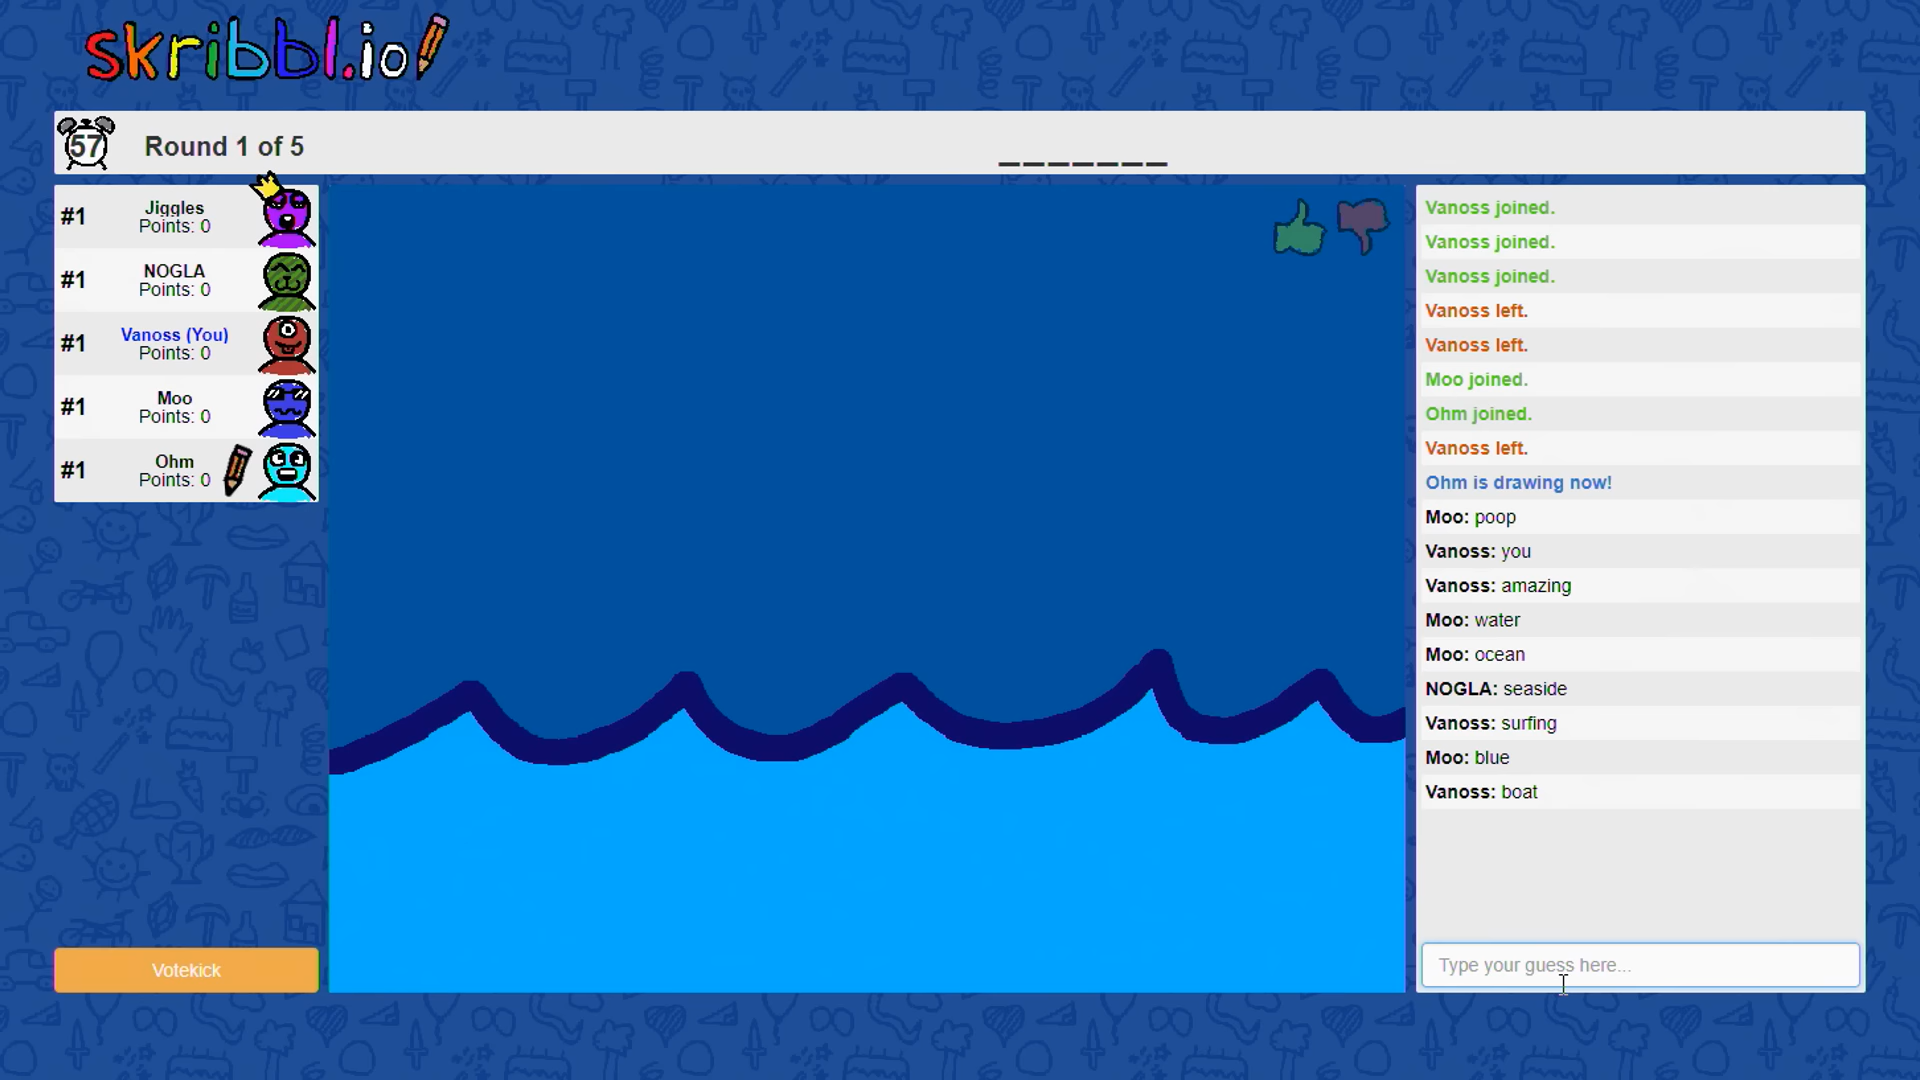 skribbl.io
57
Round 1 of 5
_______
#1 Jiggles
Points: 0
#1 NOGLA
Points: 0
#1 Vanoss (You)
Points: 0
#1 Moo
Points: 0
#1 Ohm
Points: 0
Votekick
Vanoss joined.
Vanoss joined.
Vanoss joined.
Vanoss left.
Vanoss left.
Moo joined.
Ohm joined.
Vanoss left.
Ohm is drawing now!
Moo: poop
Vanoss: you
Vanoss: amazing
Moo: water
Moo: ocean
NOGLA: seaside
Vanoss: surfing
Moo: blue
Vanoss: boat
Type your guess here...